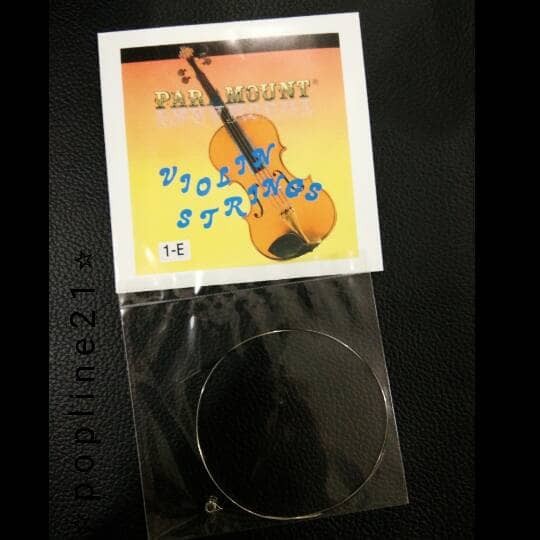 PARAMOUNT®
VIOLIN
STRINGS
1-E
popline21☆